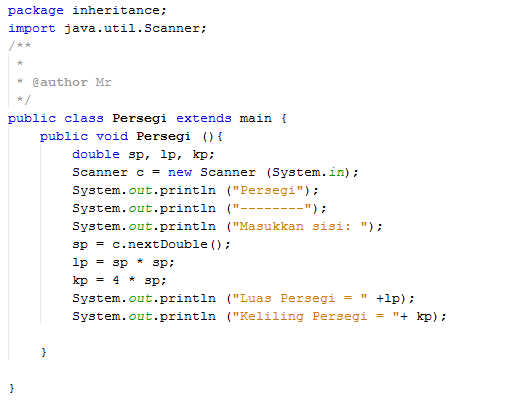 package inheritance;
import java.util.Scanner;
/**
 *
 * @author Mr
 */
public class Persegi extends main {
    public void Persegi (){
        double sp, lp, kp;
        Scanner c = new Scanner (System.in);
        System.out.println ("Persegi");
        System.out.println ("--------");
        System.out.println ("Masukkan sisi: ");
        sp = c.nextDouble();
        lp = sp * sp;
        kp = 4 * sp;
        System.out.println ("Luas Persegi = " +lp);
        System.out.println ("Keliling Persegi = "+ kp);
    }
}